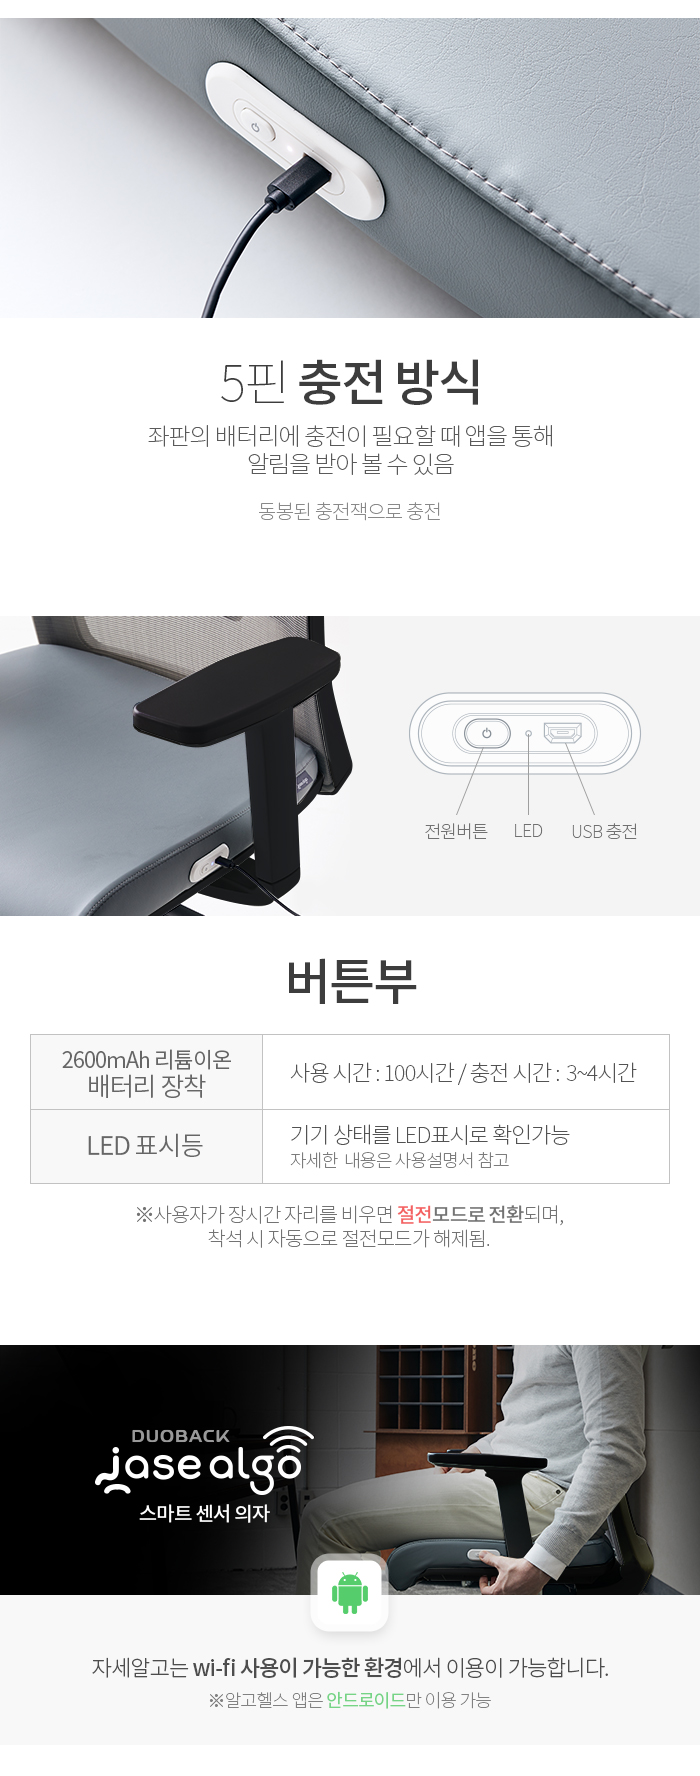 5핀 충전 방식
좌판의 배터리에 충전이 필요할 때 앱을 통해
알림을 받아 볼 수 있음
동봉된 충전잭으로 충전
전원버튼 LED USB 충전
버튼부
2600mAh 리튬이온
배터리 장착
사용 시간 : 100시간 / 충전 시간 : 3~4시간
LED 표시등
기기 상태를 LED표시로 확인가능
자세한 내용은 사용설명서 참고
※사용자가 장시간 자리를 비우면 절전모드로 전환되며,
착석 시 자동으로 절전모드가 해제됨.
DUOBACK
jase algo
스마트 센서 의자
자세알고는 wi-fi 사용이 가능한 환경에서 이용이 가능합니다.
※알고헬스 앱은 안드로이드만 이용 가능